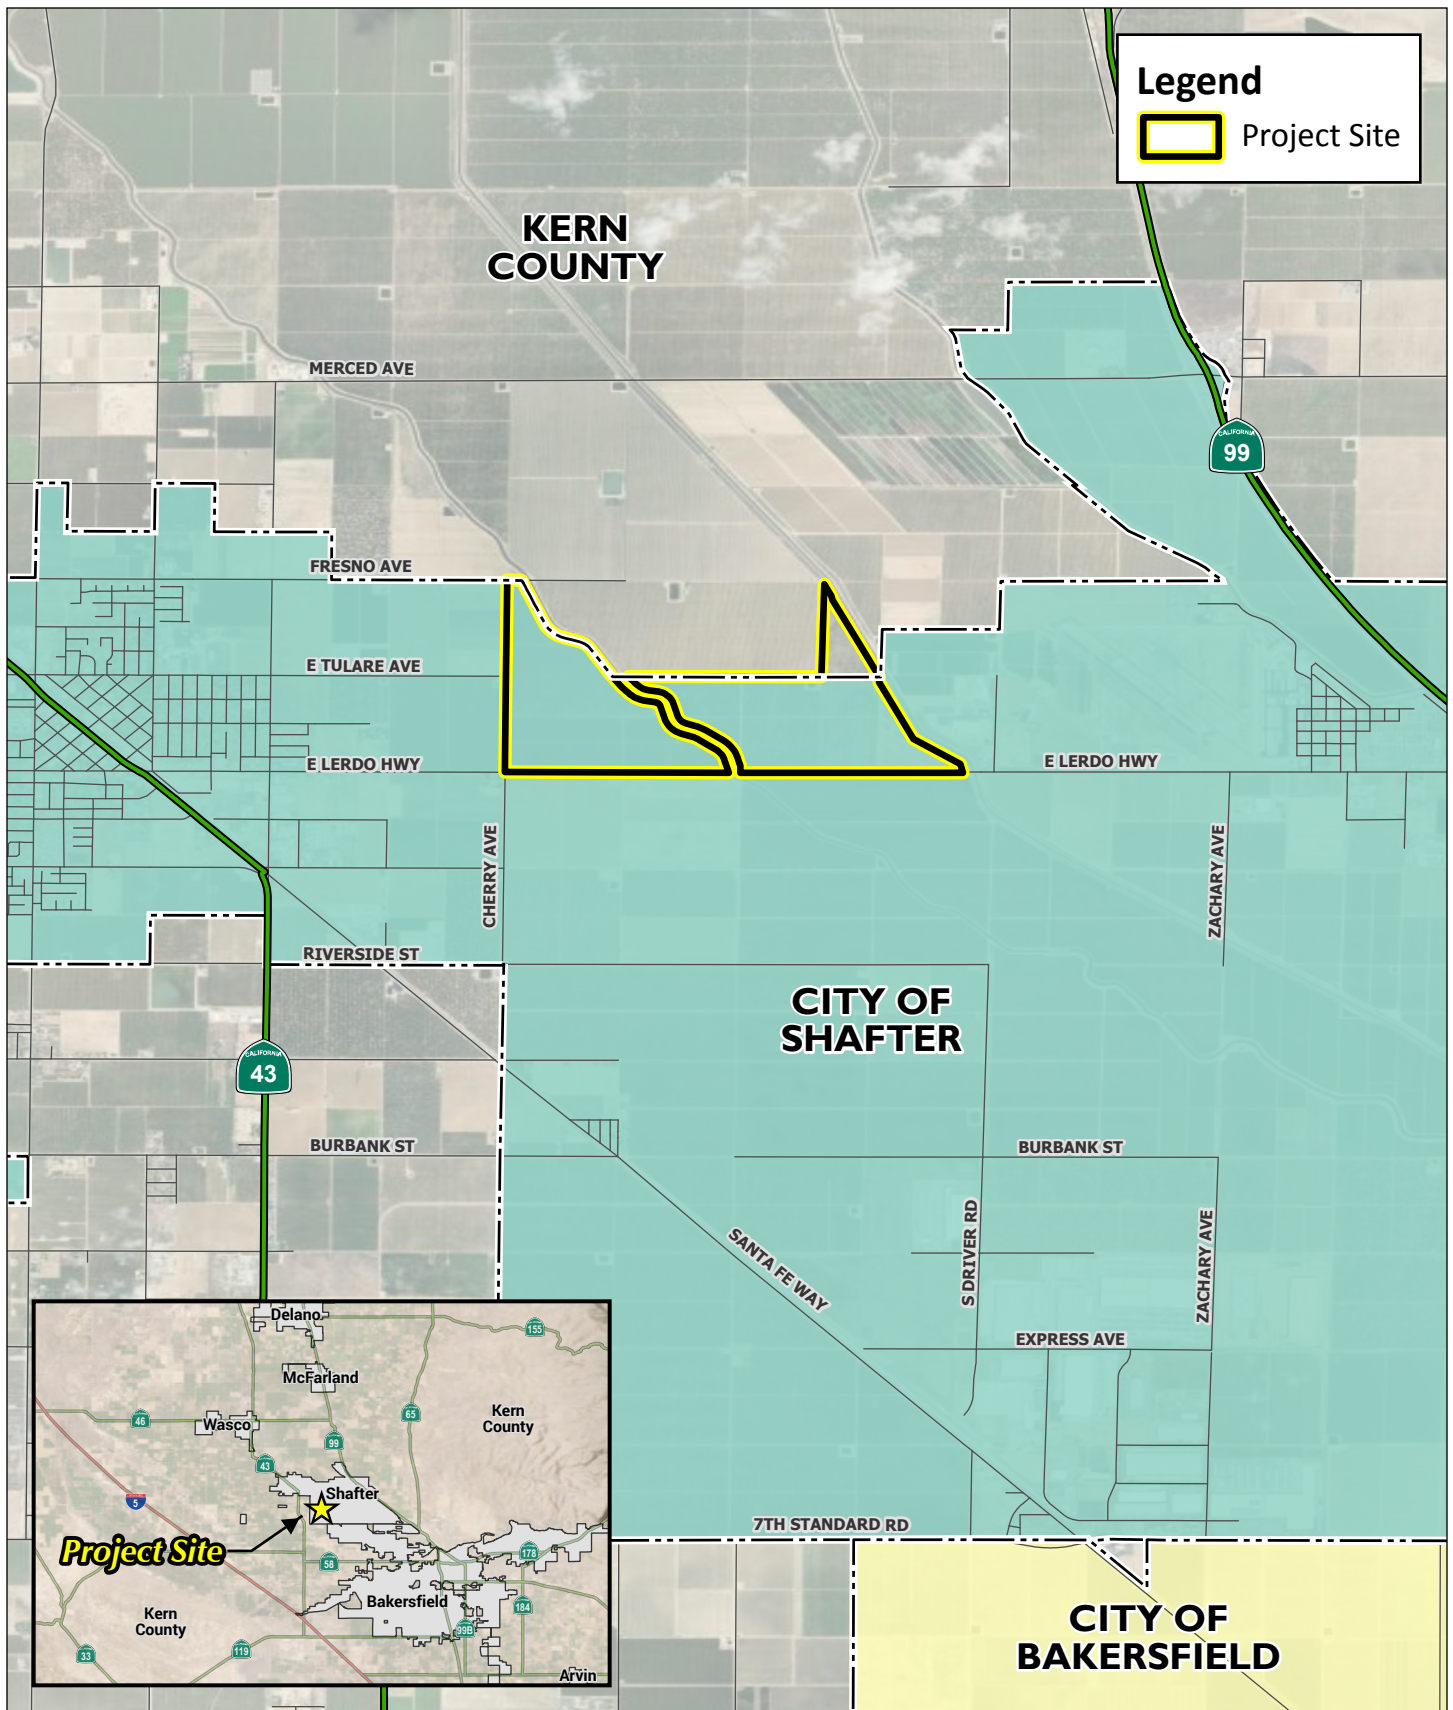 Legend
Project Site
KERN
COUNTY
MERCED AVE
CALIFORNIA
99
FRESNO AVE
E TULARE AVE
E LERDO HWY
E LERDO HWY
CHERRY AVE
ZACHARY AVE
RIVERSIDE ST
CITY OF
SHAFTER
CALIFORNIA
43
BURBANK ST
BURBANK ST
SANTA FE WAY
S DRIVER RD
ZACHARY AVE
EXPRESS AVE
7TH STANDARD RD
CITY OF
BAKERSFIELD
Delano
155
McFarland
65
Kern
County
46
Wasco
99
43
Shafter
5
Project Site
58
178
Bakersfield
184
Kern
County
99B
119
33
Arvin